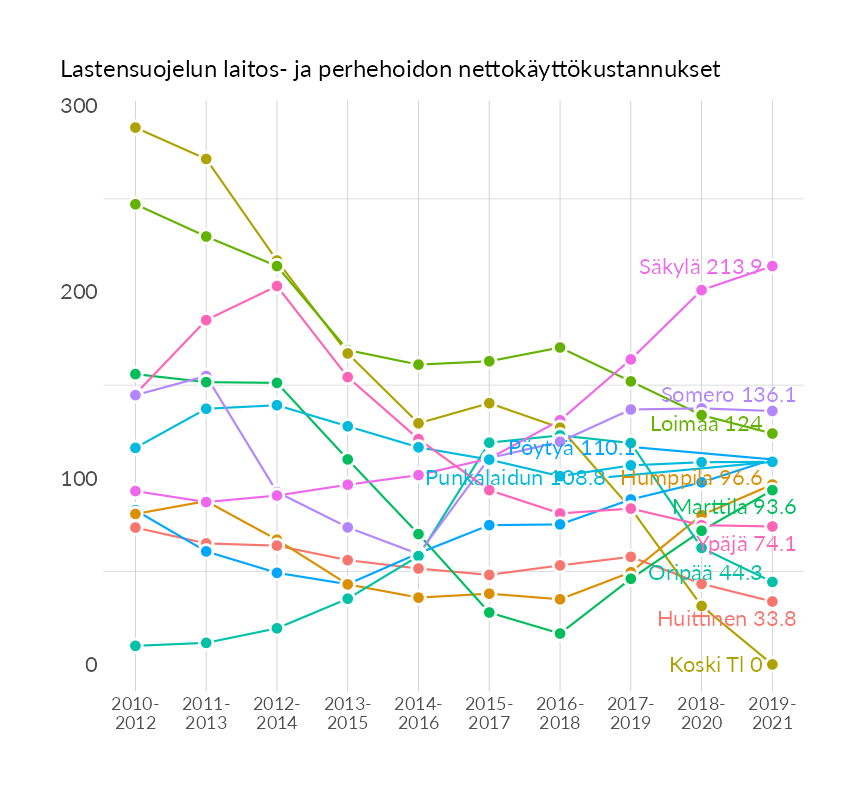 Lastensuojelun laitos- ja perhehoidon nettokäyttökustannukset
300
200
100
0
Säkylä 213.9
Somero 136.1
Loimaa 124
Pöytyä 110.1
Punkalaidun 108.8
Humppila 96.6
Marttila 93.6
Ypäjä 74.1
Oripää 44.3
Huittinen 33.8
Koski Tl 0
2010-
2012
2011-
2013
2012-
2014
2013-
2015
2014-
2016
2015-
2017
2016-
2018
2017-
2019
2018-
2020
2019-
2021